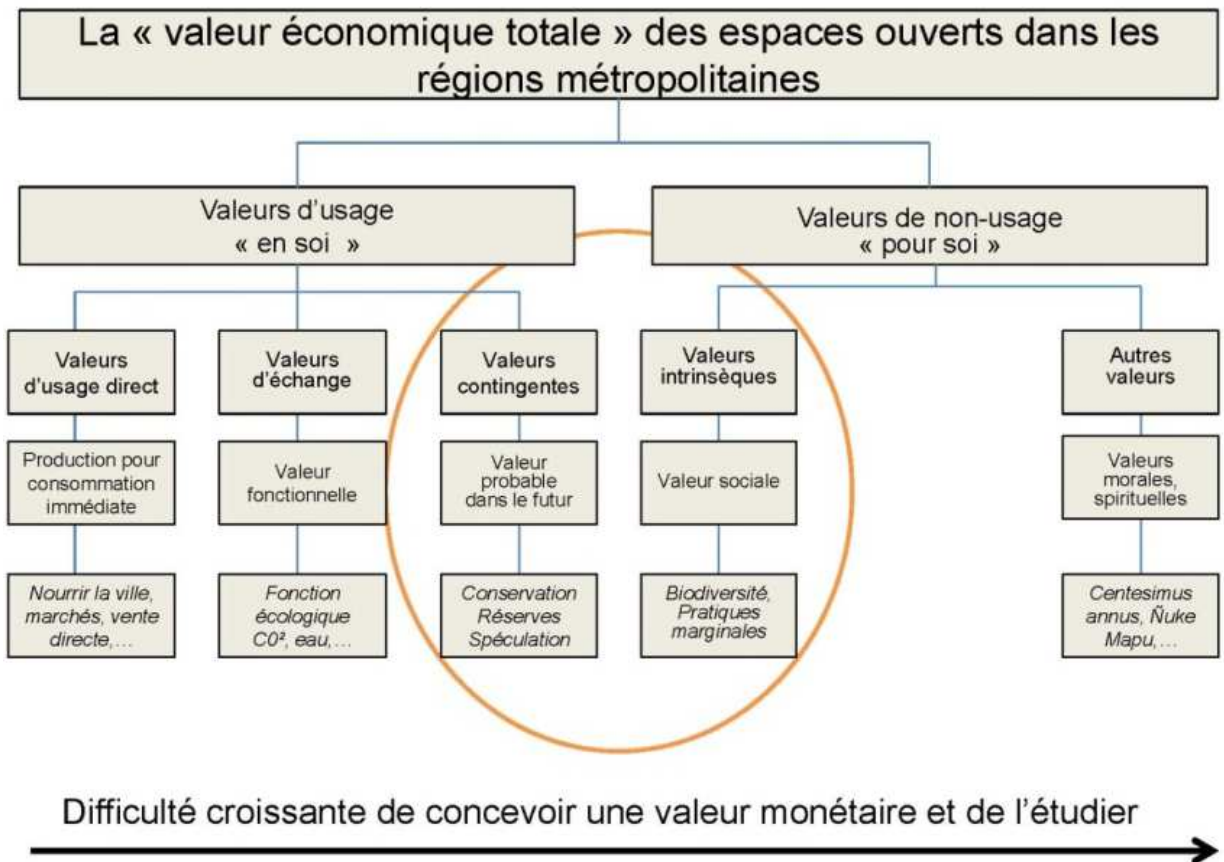 La « valeur économique totale » des espaces ouverts dans les
régions métropolitaines
Valeurs d'usage
« en soi »
Valeurs de non-usage
« pour soi »
Valeurs
d'usage direct
Valeurs
d'échange
Valeurs
contingentes
Valeurs
intrinsèques
Autres
valeurs
Production pour
consommation
immédiate
Valeur
fonctionnelle
Valeur
probable
dans le futur
Valeur sociale
Valeurs
morales,
spirituelles
Nourrir la ville,
marchés, vente
directe,…
Fonction
écologique
C0², eau,…
Conservation
Réserves
Spéculation
Biodiversité,
Pratiques
marginales
Centesimus
annus, Ñuke
Mapu,…
Difficulté croissante de concevoir une valeur monétaire et de l'étudier